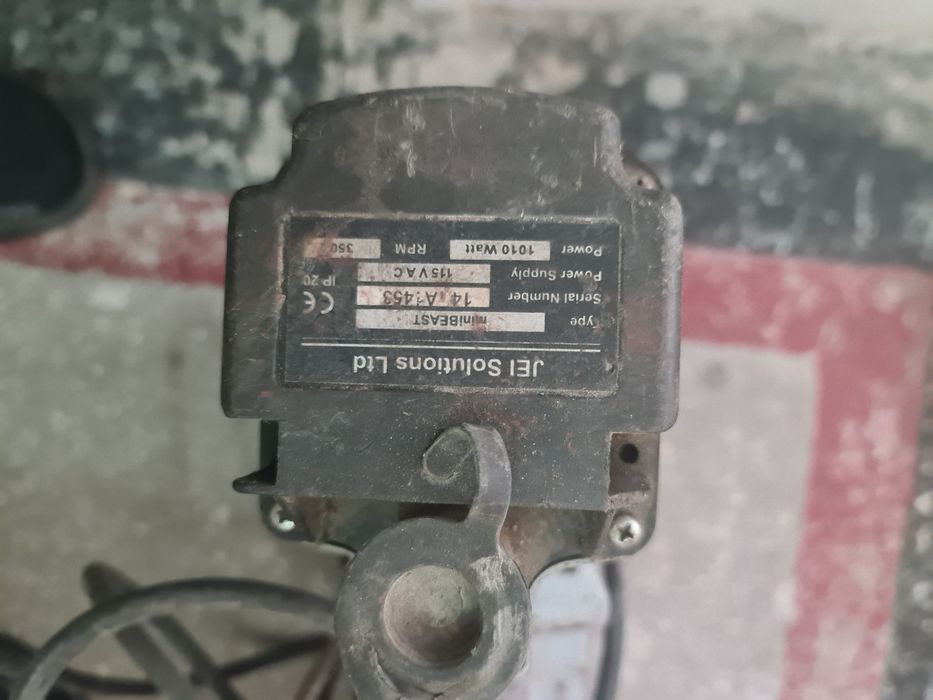 JEI Solutions Ltd
Type miniBEAST
Serial Number 14 A1453 CE
Power Supply 115 V A C IP 20
Power 1010 Watt RPM 350